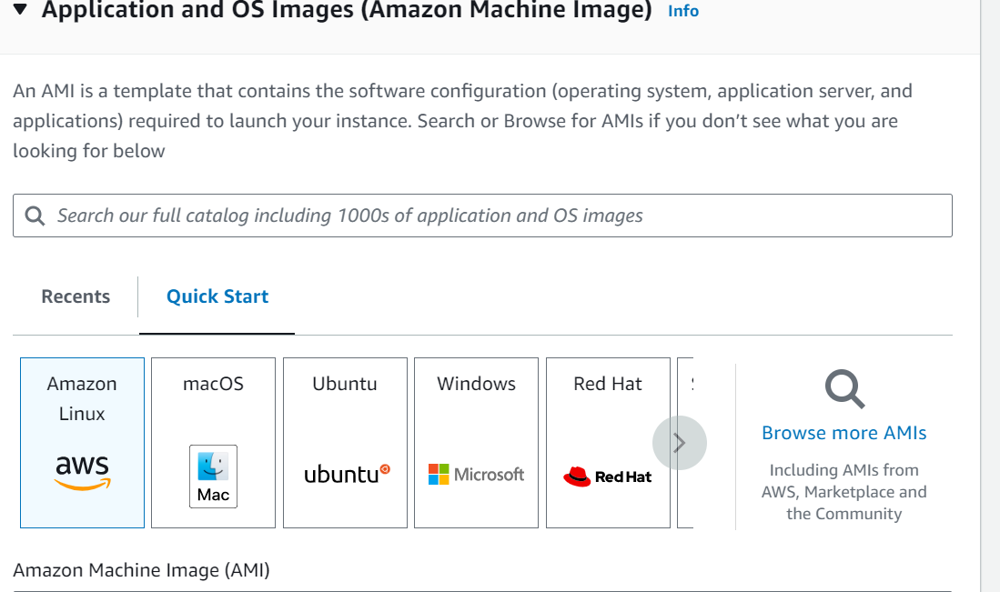 Application and OS Images (Amazon Machine Image) Info
An AMI is a template that contains the software configuration (operating system, application server, and
applications) required to launch your instance. Search or Browse for AMIs if you don’t see what you are
looking for below
Search our full catalog including 1000s of application and OS images
Recents
Quick Start
Amazon
Linux
aws
macOS
Mac
Ubuntu
ubuntu
Windows
Microsoft
Red Hat
Red Hat
Browse more AMIs
Including AMIs from
AWS, Marketplace and
the Community
Amazon Machine Image (AMI)